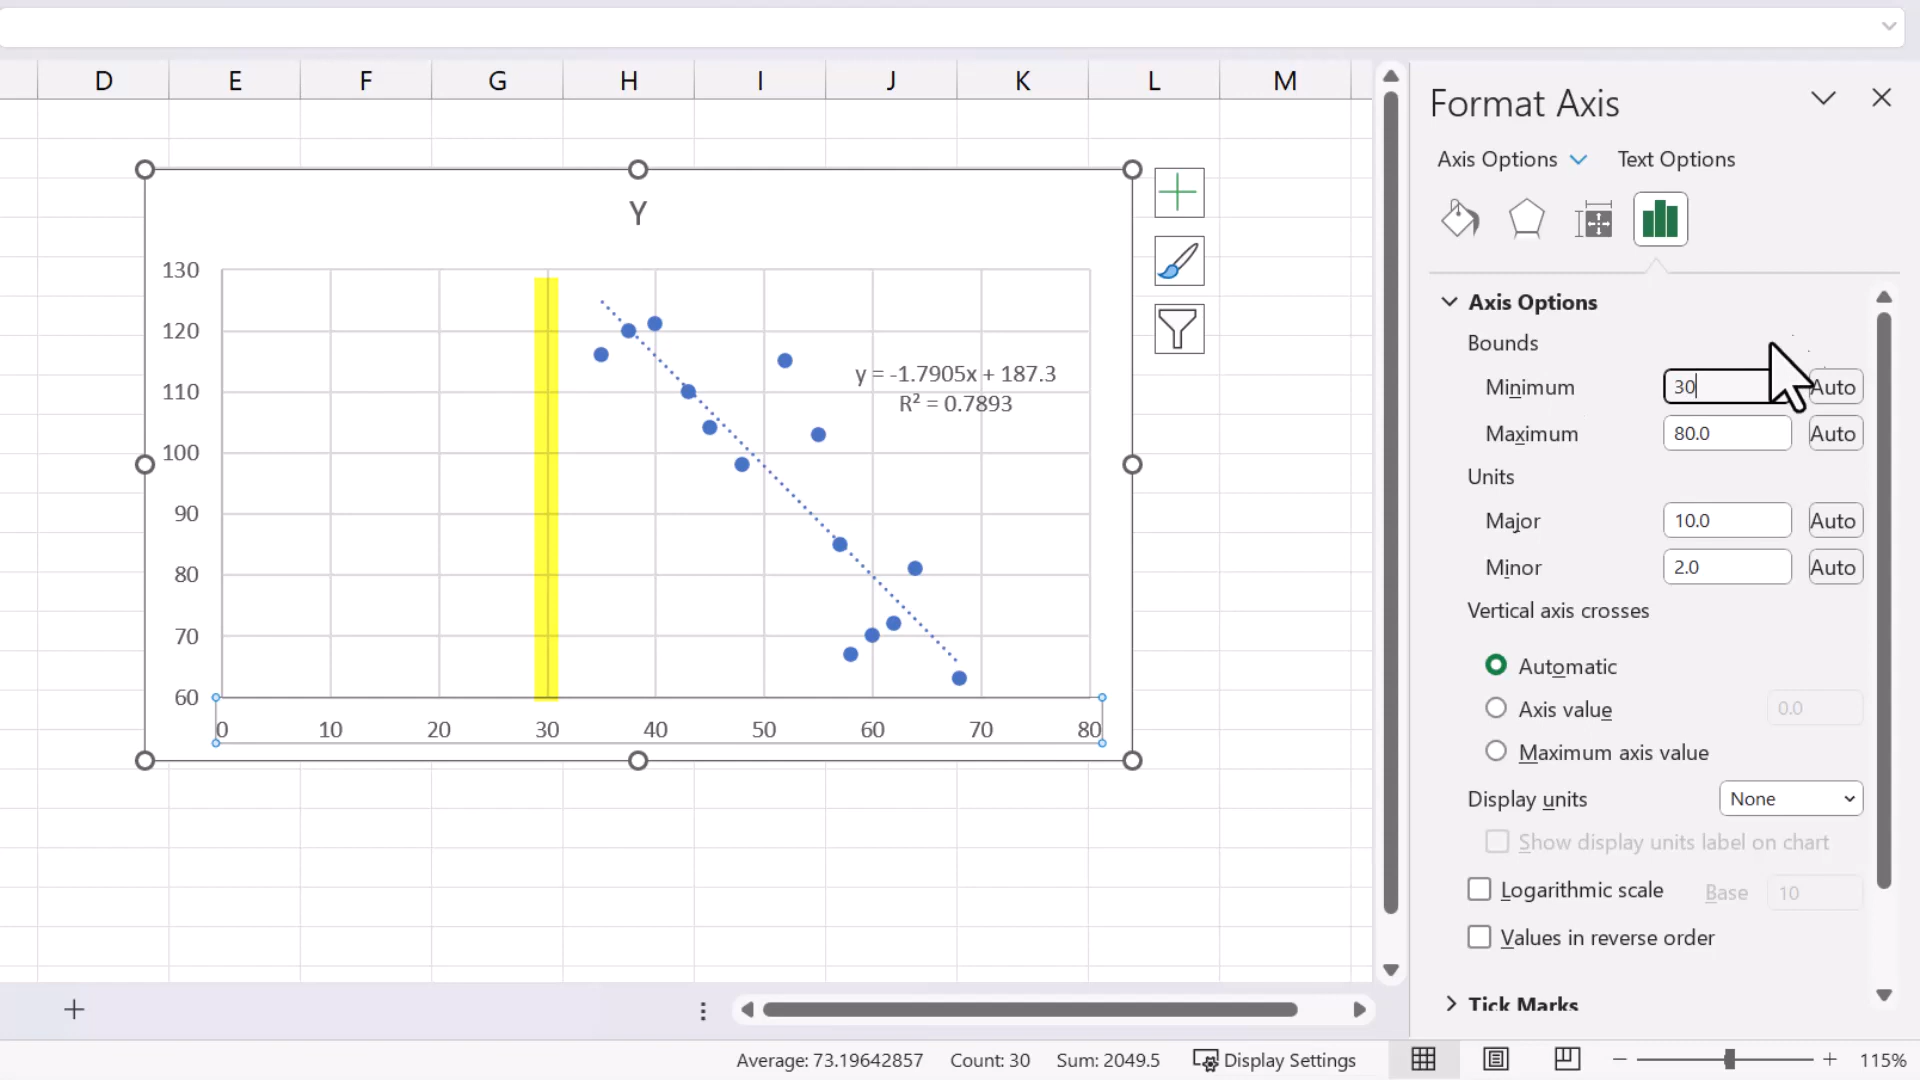 D E F G H I J K L M
Y
130
120
110
100
90
80
70
60
0 10 20 30 40 50 60 70 80
y = -1.7905x + 187.3
R² = 0.7893
Format Axis
Axis Options Text Options
Axis Options
Bounds
Minimum 30 Auto
Maximum 80.0 Auto
Units
Major 10.0 Auto
Minor 2.0 Auto
Vertical axis crosses
Automatic
Axis value 0.0
Maximum axis value
Display units None
Show display units label on chart
Logarithmic scale Base 10
Values in reverse order
Tick Marks
Average: 73.19642857 Count: 30 Sum: 2049.5 Display Settings 115%